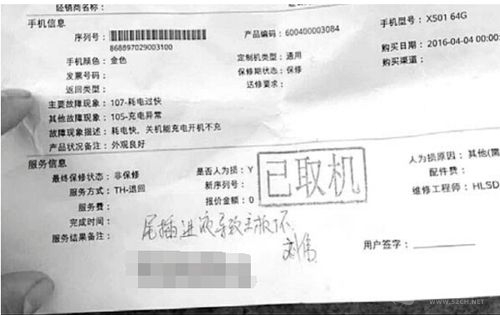 经销商名称：
手机信息
序列号： 868897029003100
产品编号： 600400003084
手机型号： X501 64G
手机颜色： 金色
定制机类型： 通用
购买日期： 2016-04-04 00:00
发票号码：
保修期状态： 保修
购买渠道：
返回类型：
送修要求：
主要故障现象： 107-耗电过快
其他故障现象： 105-充电异常
故障现象描述： 耗电快，关机能充电开机不充
产品状况备注： 外观良好
服务信息
最终保修状态： 非保修
是否人为损： Y
人为损原因： 其他(需
服务方式： TH-退回
新序列号：
配件费：
服务费：
报价金额： 0
维修工程师： HLSD
已取机
完成时间：
服务结果备注：
尾插进液导致主板坏
刘伟
用户签字：
WWW.SZCH.NET